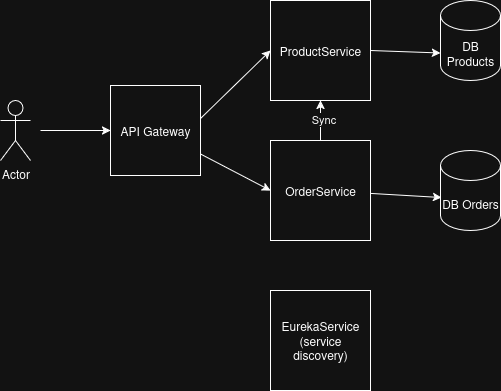 ProductService
DB
Products
API Gateway
Sync
Actor
OrderService
DB Orders
EurekaService
(service
discovery)